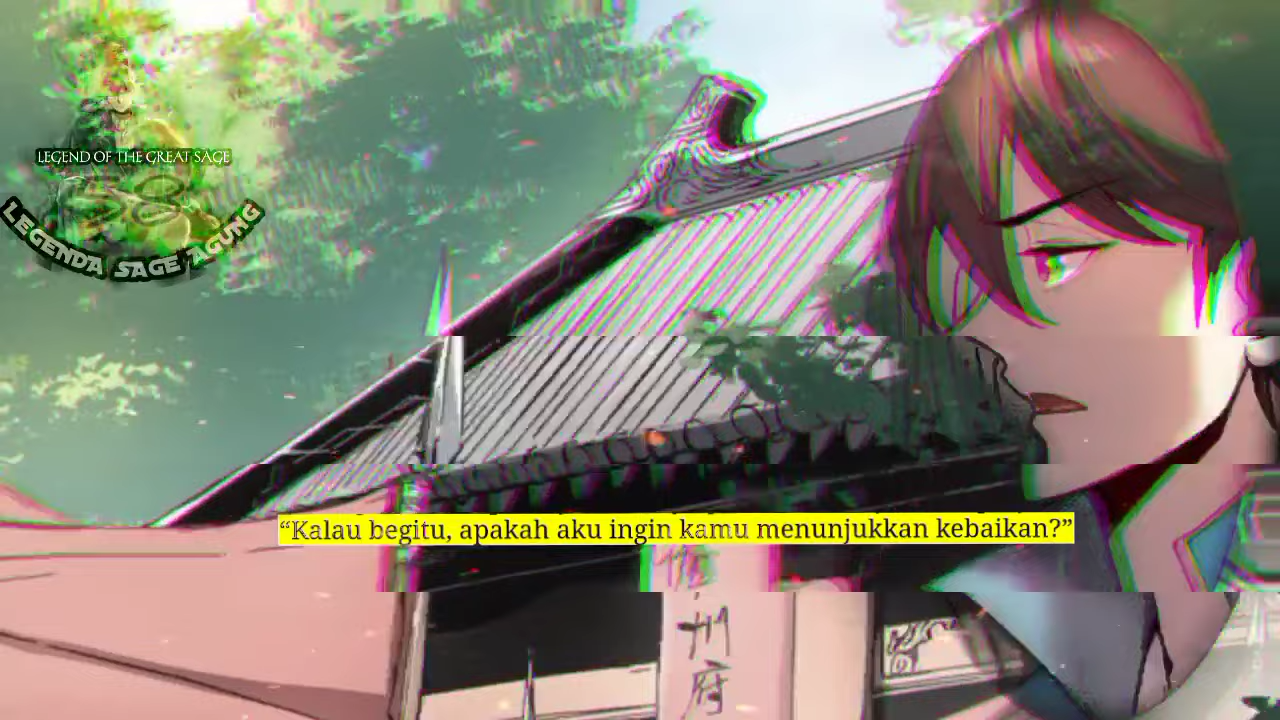 LEGEND OF THE GREAT SAGE
LEGENDA SAGE AGUNG
“Kalau begitu, apakah aku ingin kamu menunjukkan kebaikan?”
州
府